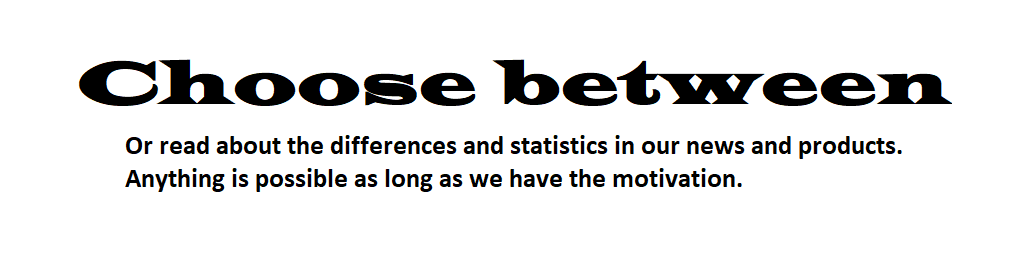 Choose between
Or read about the differences and statistics in our news and products.
Anything is possible as long as we have the motivation.